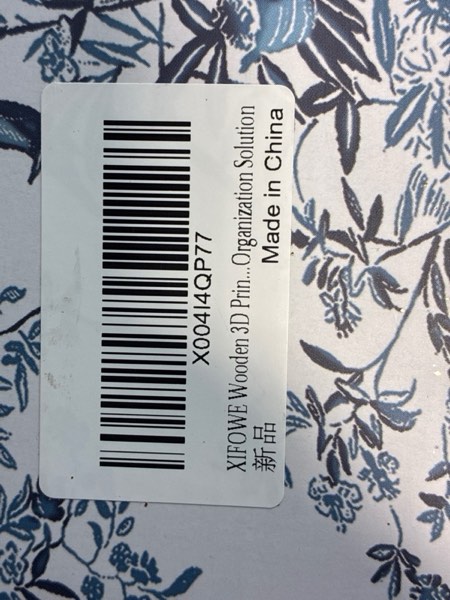 X004I4QP77
XIFOWE Wooden 3D Prin...Organization Solution
新品
Made in China